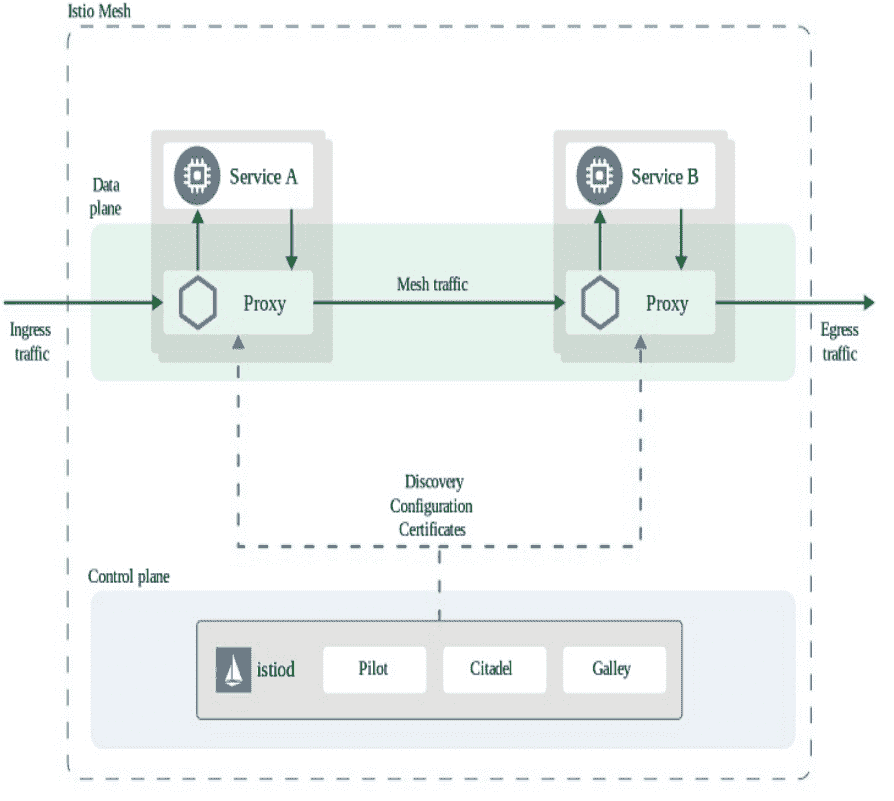 Istio Mesh
Data
plane
Service A
Service B
Proxy
Mesh traffic
Proxy
Ingress
traffic
Egress
traffic
Discovery
Configuration
Certificates
Control plane
istiod
Pilot
Citadel
Galley